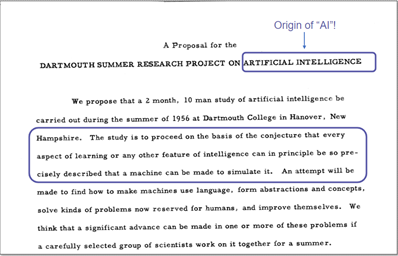 Origin of "AI"!
A Proposal for the
DARTMOUTH SUMMER RESEARCH PROJECT ON ARTIFICIAL INTELLIGENCE
We propose that a 2 month, 10 man study of artificial intelligence be
carried out during the summer of 1956 at Dartmouth College in Hanover, New
Hampshire. The study is to proceed on the basis of the conjecture that every
aspect of learning or any other feature of intelligence can in principle be so pre-
cisely described that a machine can be made to simulate it. An attempt will be
made to find how to make machines use language, form abstractions and concepts,
solve kinds of problems now reserved for humans, and improve themselves. We
think that a significant advance can be made in one or more of these problems if
a carefully selected group of scientists work on it together for a summer.